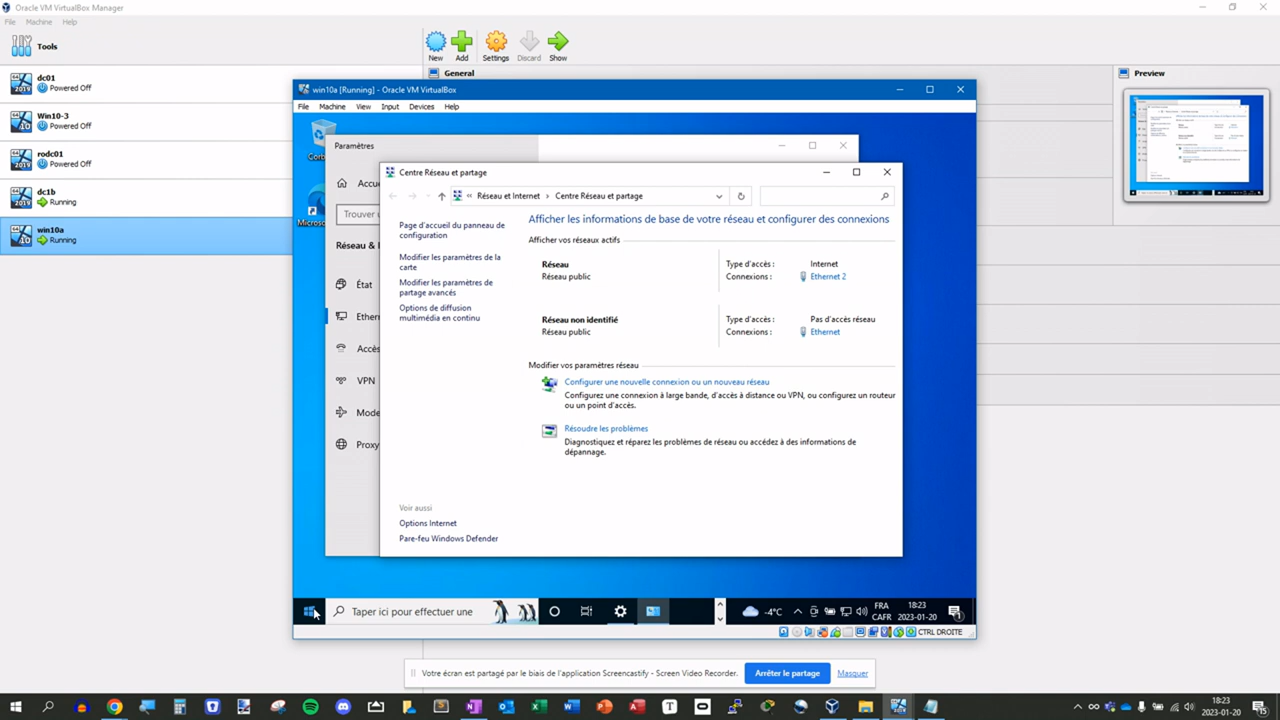 Oracle VM VirtualBox Manager
File Machine Help
Tools
New Add Settings Discard Show
dc01
Powered Off
Win10-3
Powered Off
rodc01
Powered Off
dc1b
Running
win10a
Running
General
Preview
win10a [Running] - Oracle VM VirtualBox
File Machine View Input Devices Help
Corb
Microso
Paramètres
Accue
Trouver u
Réseau &
État
Ethern
Accès
VPN
Mode
Proxy
Centre Réseau et partage
« Réseau et Internet › Centre Réseau et partage
Page d'accueil du panneau de
configuration
Modifier les paramètres de la
carte
Modifier les paramètres de
partage avancés
Options de diffusion
multimédia en continu
Voir aussi
Options Internet
Pare-feu Windows Defender
Afficher les informations de base de votre réseau et configurer des connexions
Afficher vos réseaux actifs
Réseau
Réseau public
Type d'accès : Internet
Connexions : Ethernet 2
Réseau non identifié
Réseau public
Type d'accès : Pas d'accès réseau
Connexions : Ethernet
Modifier vos paramètres réseau
Configurer une nouvelle connexion ou un nouveau réseau
Configurez une connexion à large bande, d'accès à distance ou VPN, ou configurez un routeur
ou un point d'accès.
Résoudre les problèmes
Diagnostiquez et réparez les problèmes de réseau ou accédez à des informations de
dépannage.
Taper ici pour effectuer une
-4°C
FRA
CAFR
18:23
2023-01-20
CTRL DROITE
Votre écran est partagé par le biais de l'application Screencastify - Screen Video Recorder. Arrêter le partage Masquer
18:23
2023-01-20